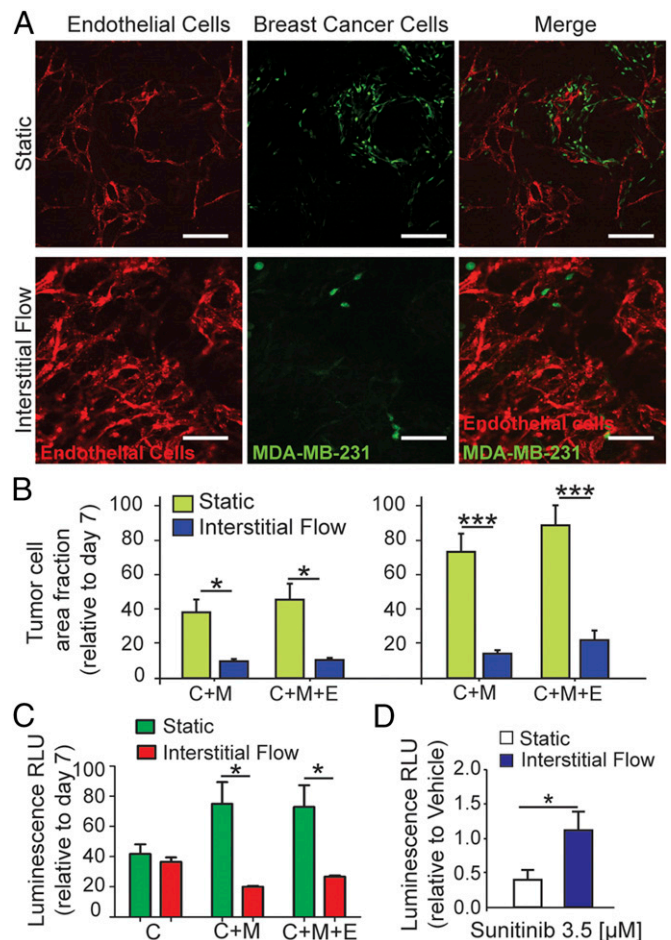 A
Endothelial Cells Breast Cancer Cells Merge
Static
Interstitial Flow
Endothelial Cells
MDA-MB-231
Endothelial cells
MDA-MB-231
B
Tumor cell
area fraction
(relative to day 7)
100
80
60
40
20
0
Static
Interstitial Flow
* *
C+M C+M+E
100
80
60
40
20
*** ***
C+M C+M+E
C
Static
Interstitial Flow
Luminescence RLU
(relative to day 7)
100
80
60
40
20
0
* *
C C+M C+M+E
D
Static
Interstitial Flow
Luminescence RLU
(relative to Vehicle)
2.0
1.5
1.0
0.5
0
*
Sunitinib 3.5 [µM]